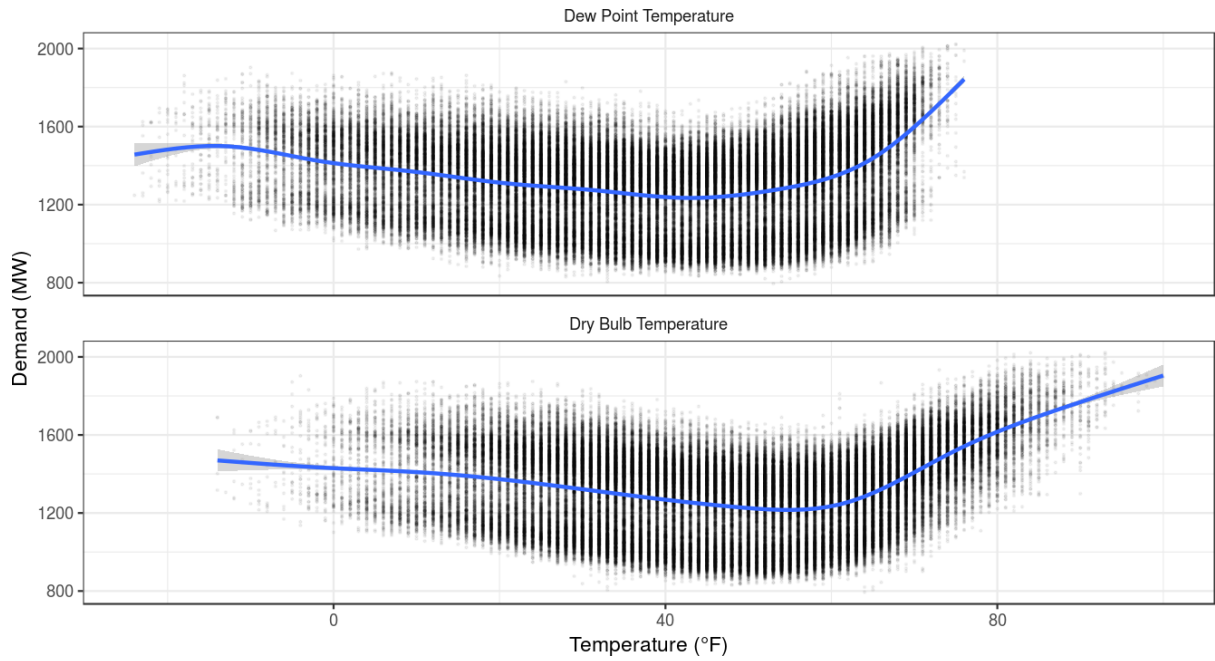 Dew Point Temperature
2000
1600
1200
800
Demand (MW)
Dry Bulb Temperature
2000
1600
1200
800
0 40 80
Temperature (°F)